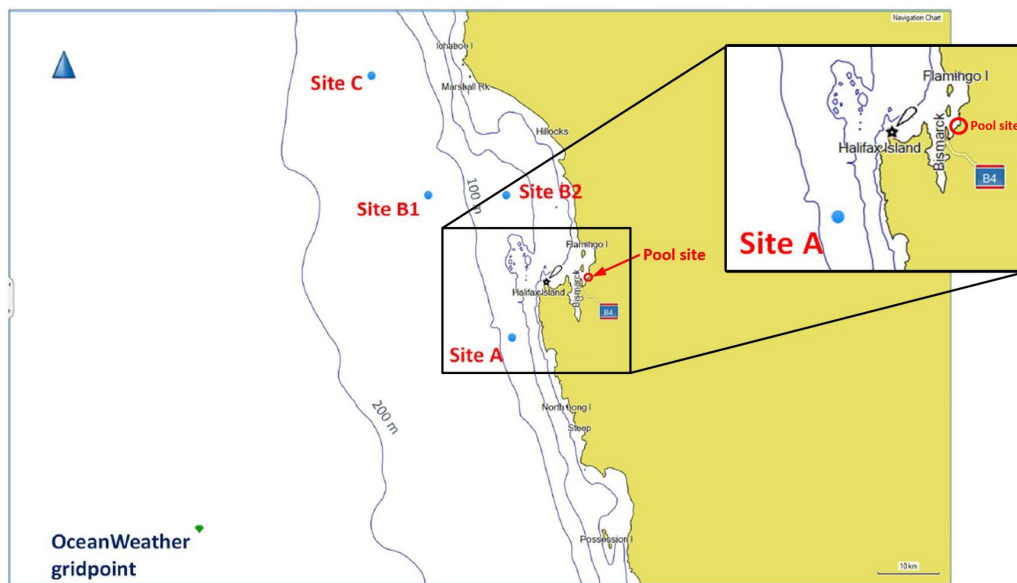 Navigation Chart
Ichaboe I
Site C
Marshall Rk
Flamingo I
Pool site
Hillocks
Halifax Island
Bismarck
B4
100 m
Site B1
Site B2
Site A
Flamingo I
Pool site
Halifax Island
Bismarck
B4
Site A
200 m
North Long I
Steep
OceanWeather
gridpoint
Possession I
10 km